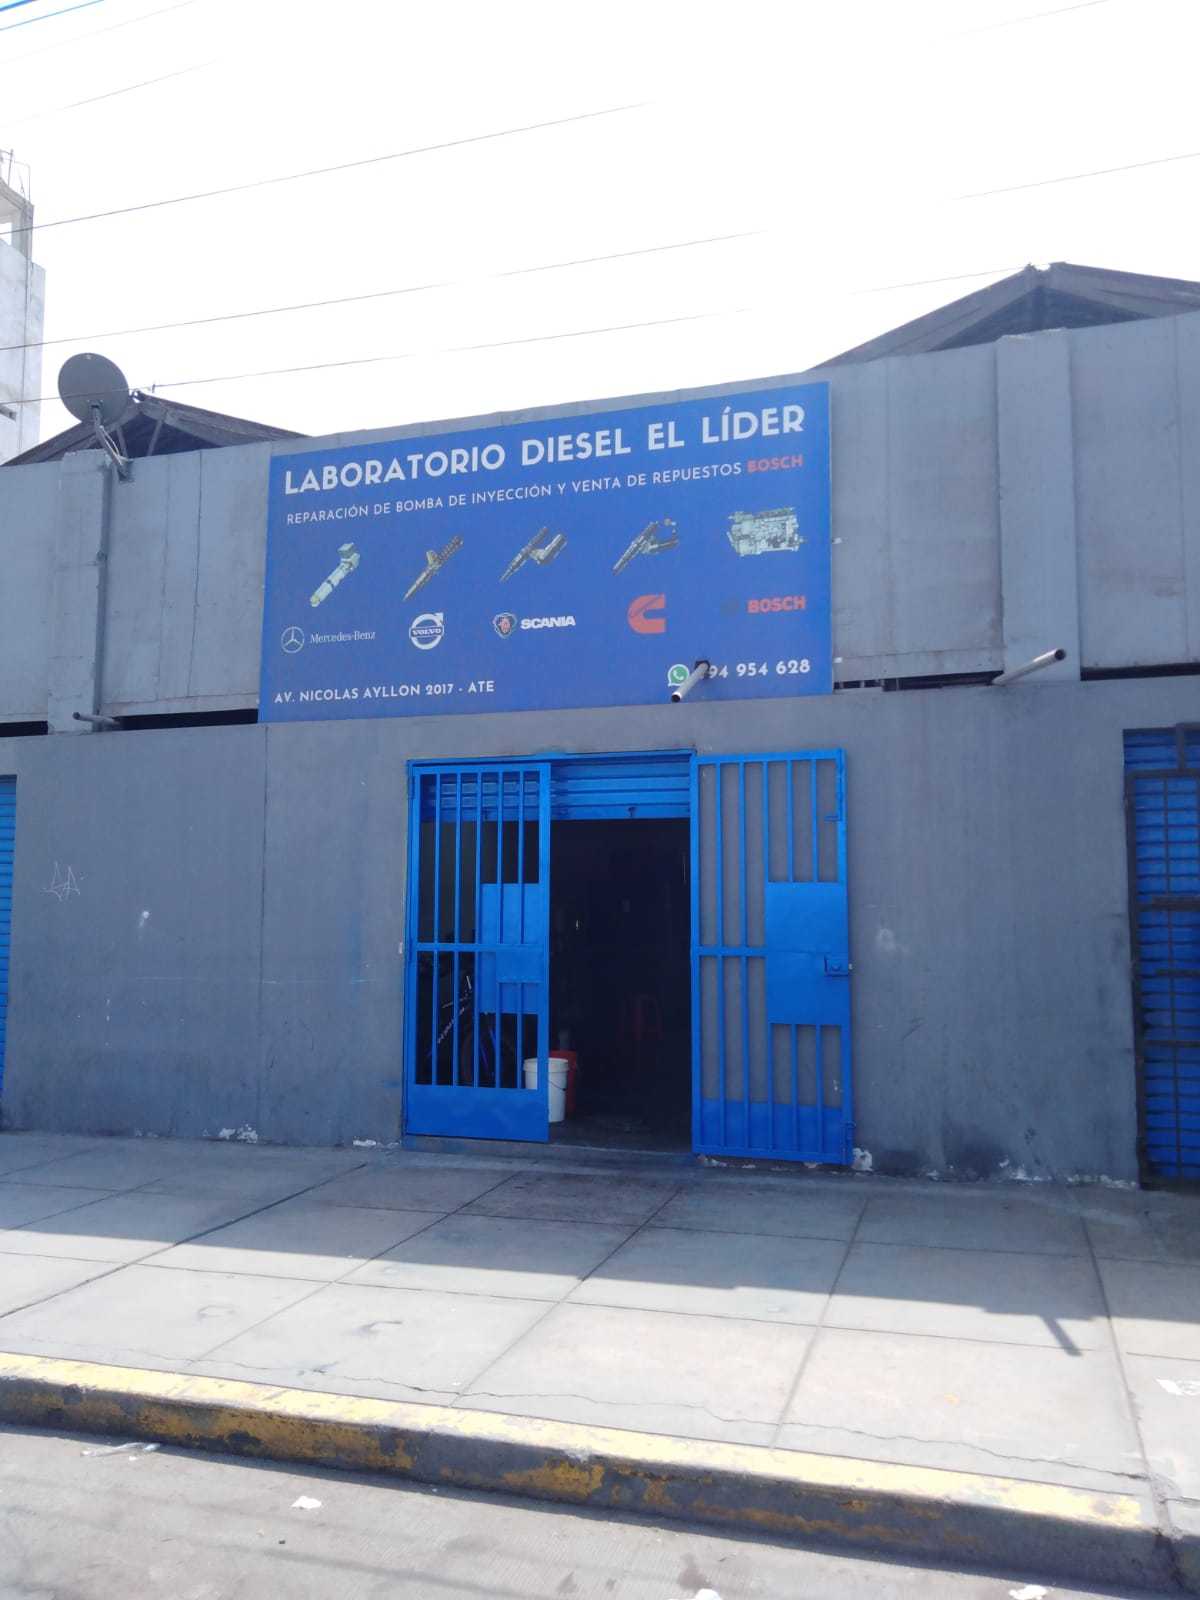 LABORATORIO DIESEL EL LÍDER
REPARACIÓN DE BOMBA DE INYECCIÓN Y VENTA DE REPUESTOS BOSCH
Mercedes-Benz
VOLVO
SCANIA
BOSCH
94 954 628
AV. NICOLAS AYLLON 2017 - ATE